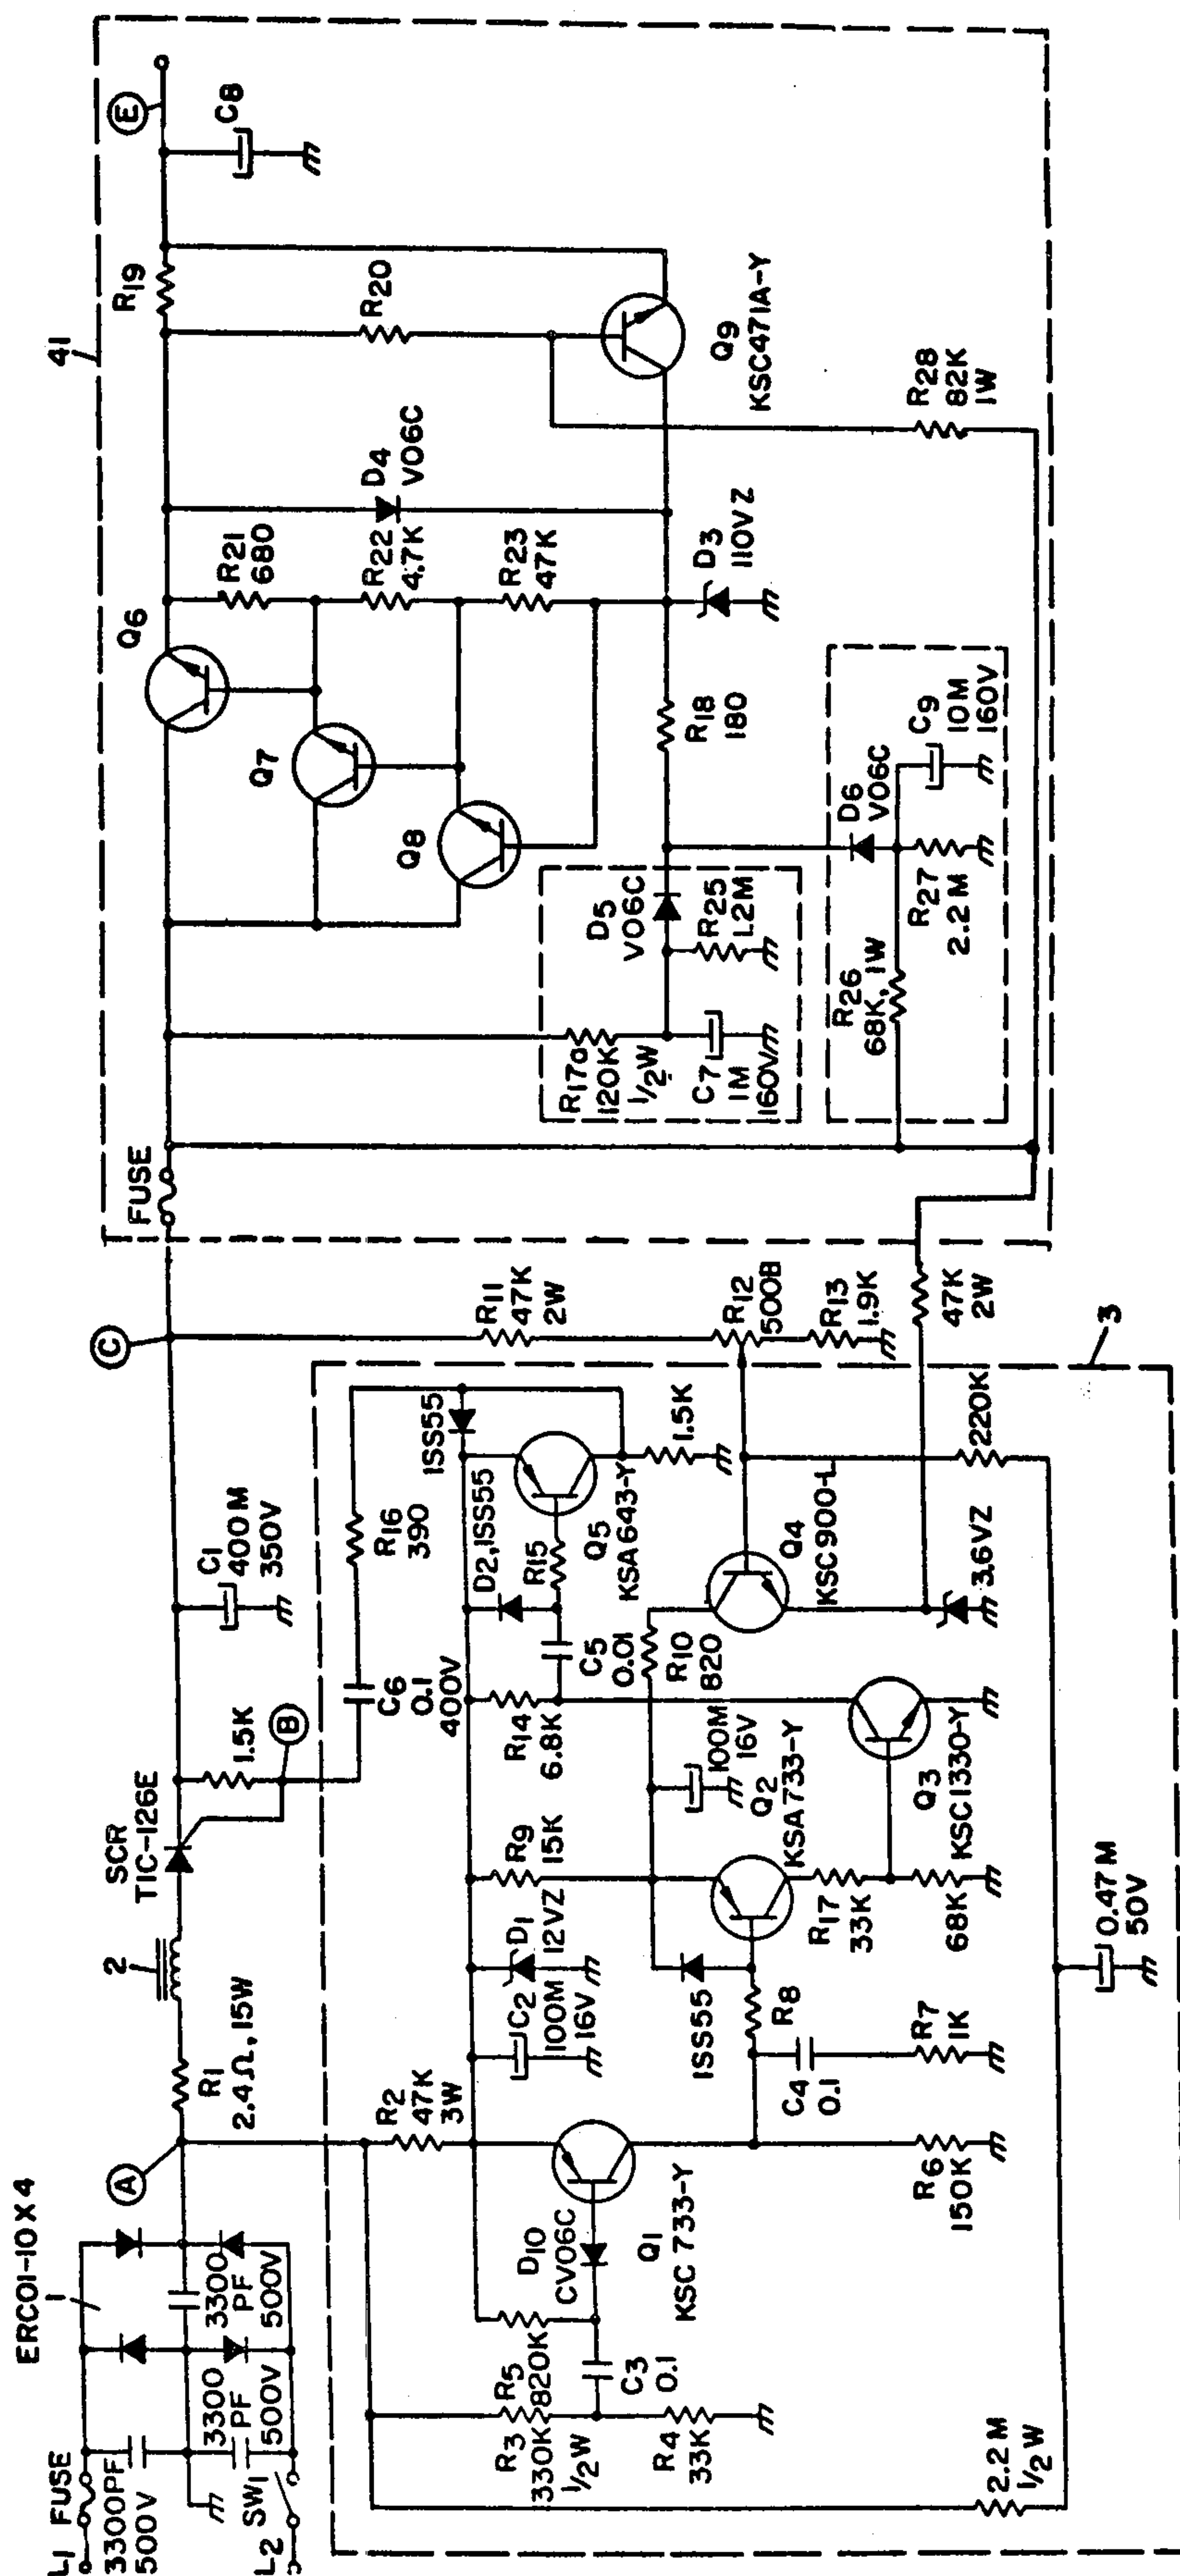 L1 FUSE
3300PF
500V
L2 SW1
ERC01-10X4
1
3300
PF
500V
3300
PF
500V
A
R1
2.4Ω, 15W
2
SCR
TIC-126E
1.5K
B
C1
400M
350V
C
FUSE
41
Q6
R21
680
Q7
R22
4.7K
Q8
R23
47K
D4
V06C
R19
R20
E
C8
Q9
KSC471A-Y
R28
82K
1W
D3
110VZ
R18
180
D5
V06C
R25
1.2M
R17a
120K
1/2W
C7
1M
160V
D6
V06C
C9
10M
160V
R27
2.2M
R26
68K, 1W
R11
47K
2W
R12
500B
R13
1.9K
47K
2W
3
R2
47K
3W
C2
100M
16V
D1
12VZ
R9
15K
R14
6.8K
C6
0.1
400V
R16
390
1SS55
D2, 1SS55
R15
Q5
KSA643-Y
1.5K
C5
0.01
R10
820
Q4
KSC900-L
220K
3.6VZ
100M
16V
Q2
KSA733-Y
Q3
KSC1330-Y
R17
33K
68K
1SS55
R8
C4
0.1
R7
1K
D10
CV06C
Q1
KSC733-Y
R6
150K
R5
820K
C3
0.1
R3
330K
1/2W
R4
33K
2.2M
1/2W
0.47M
50V